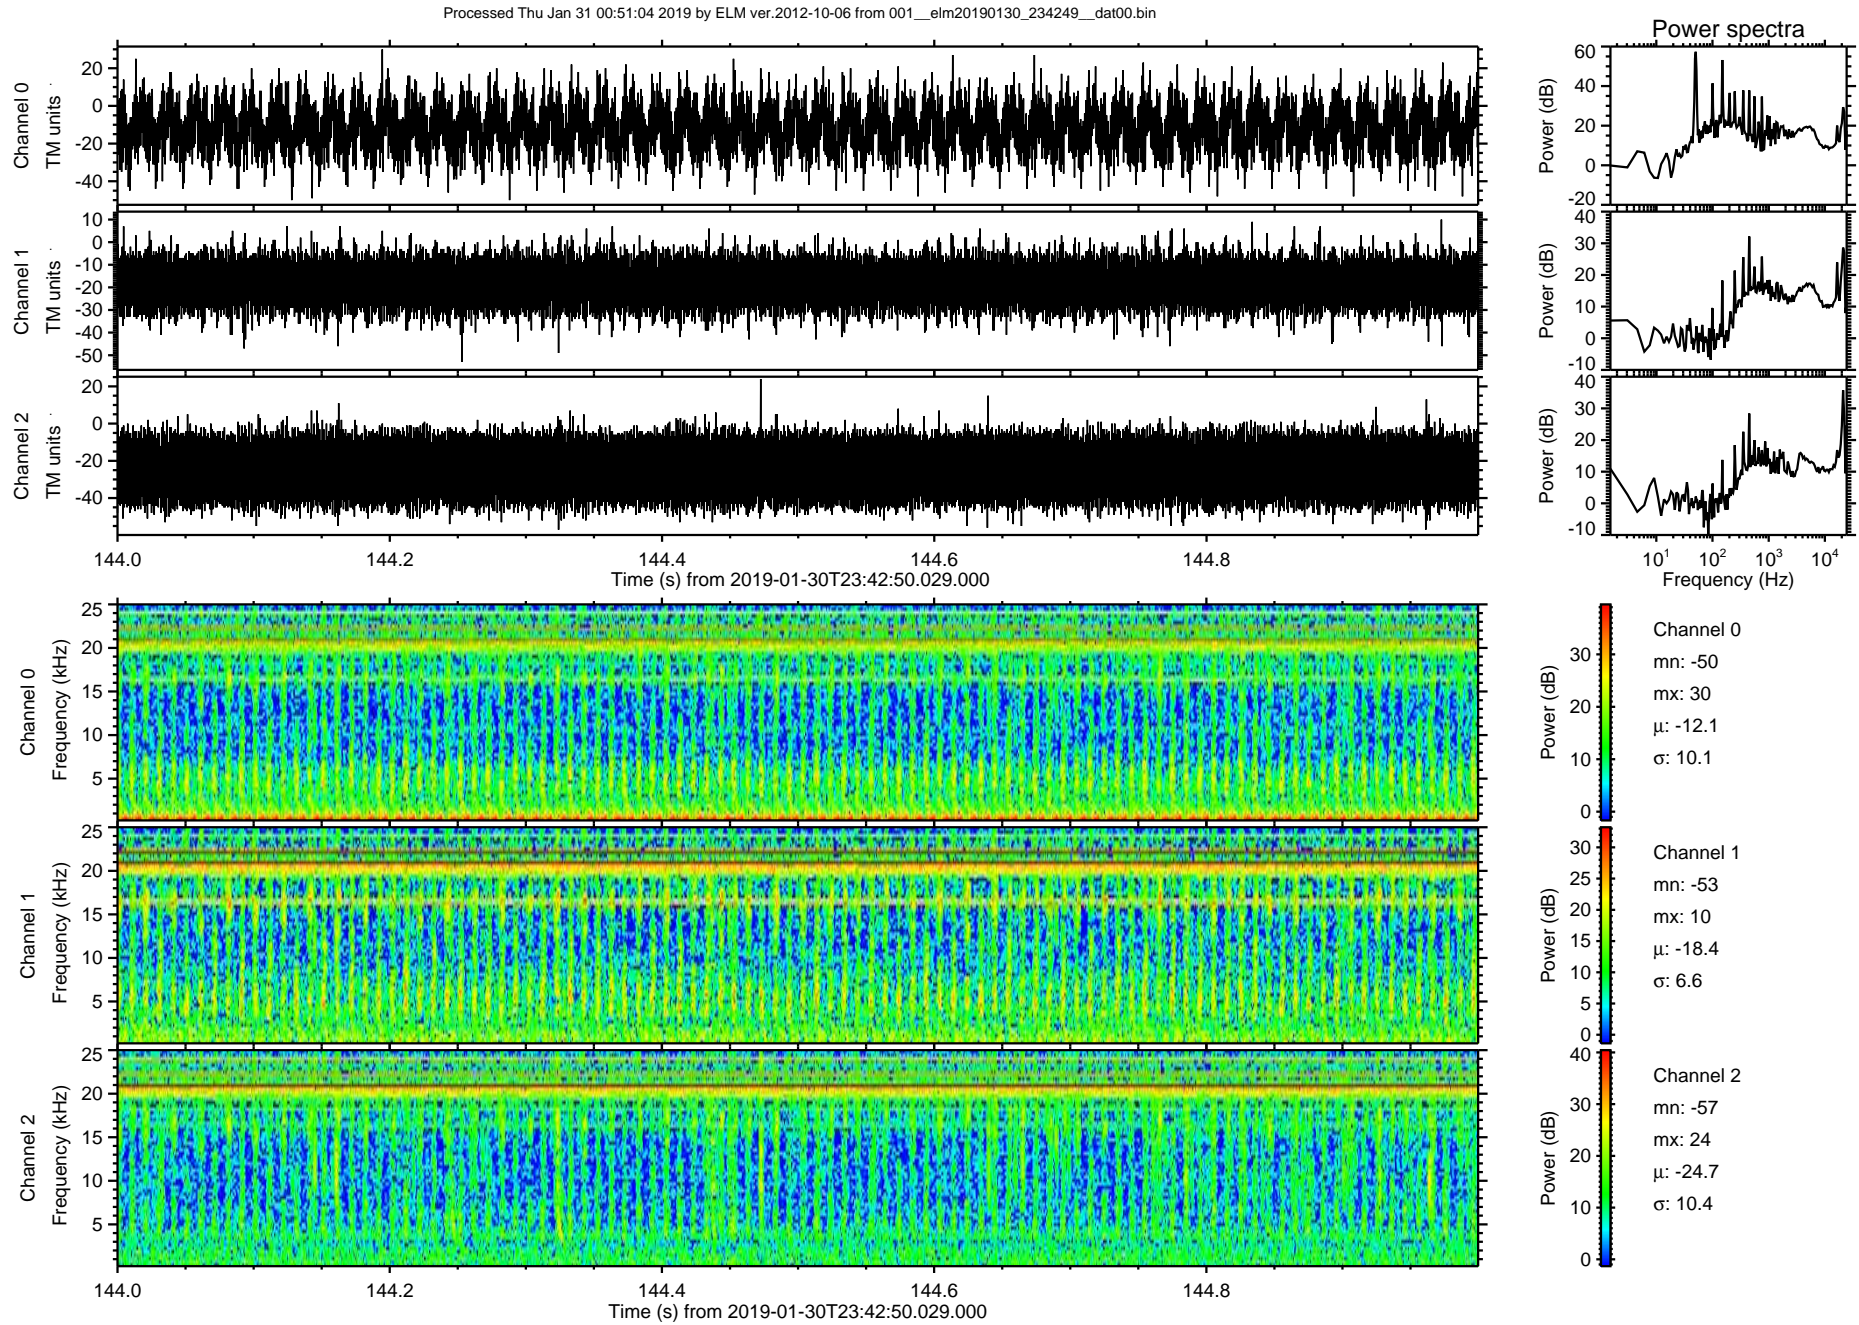 Processed Thu Jan 31 00:51:04 2019 by ELM ver.2012-10-06 from 001__elm20190130_234249__dat00.bin
Power spectra
Channel 0
TM units
20
0
-20
-40
Power (dB)
60
40
20
0
-20
Channel 1
TM units
10
0
-10
-20
-30
-40
-50
Power (dB)
40
30
20
10
0
-10
Channel 2
TM units
20
0
-20
-40
Power (dB)
40
30
20
10
0
-10
144.0 144.2 144.4 144.6 144.8
Time (s) from 2019-01-30T23:42:50.029.000
10^1 10^2 10^3 10^4
Frequency (Hz)
Channel 0
Frequency (kHz)
25
20
15
10
5
Power (dB)
30
20
10
0
Channel 0
mn: -50
mx: 30
μ: -12.1
σ: 10.1
Channel 1
Frequency (kHz)
25
20
15
10
5
Power (dB)
30
25
20
15
10
5
0
Channel 1
mn: -53
mx: 10
μ: -18.4
σ: 6.6
Channel 2
Frequency (kHz)
25
20
15
10
5
Power (dB)
40
30
20
10
0
Channel 2
mn: -57
mx: 24
μ: -24.7
σ: 10.4
144.0 144.2 144.4 144.6 144.8
Time (s) from 2019-01-30T23:42:50.029.000